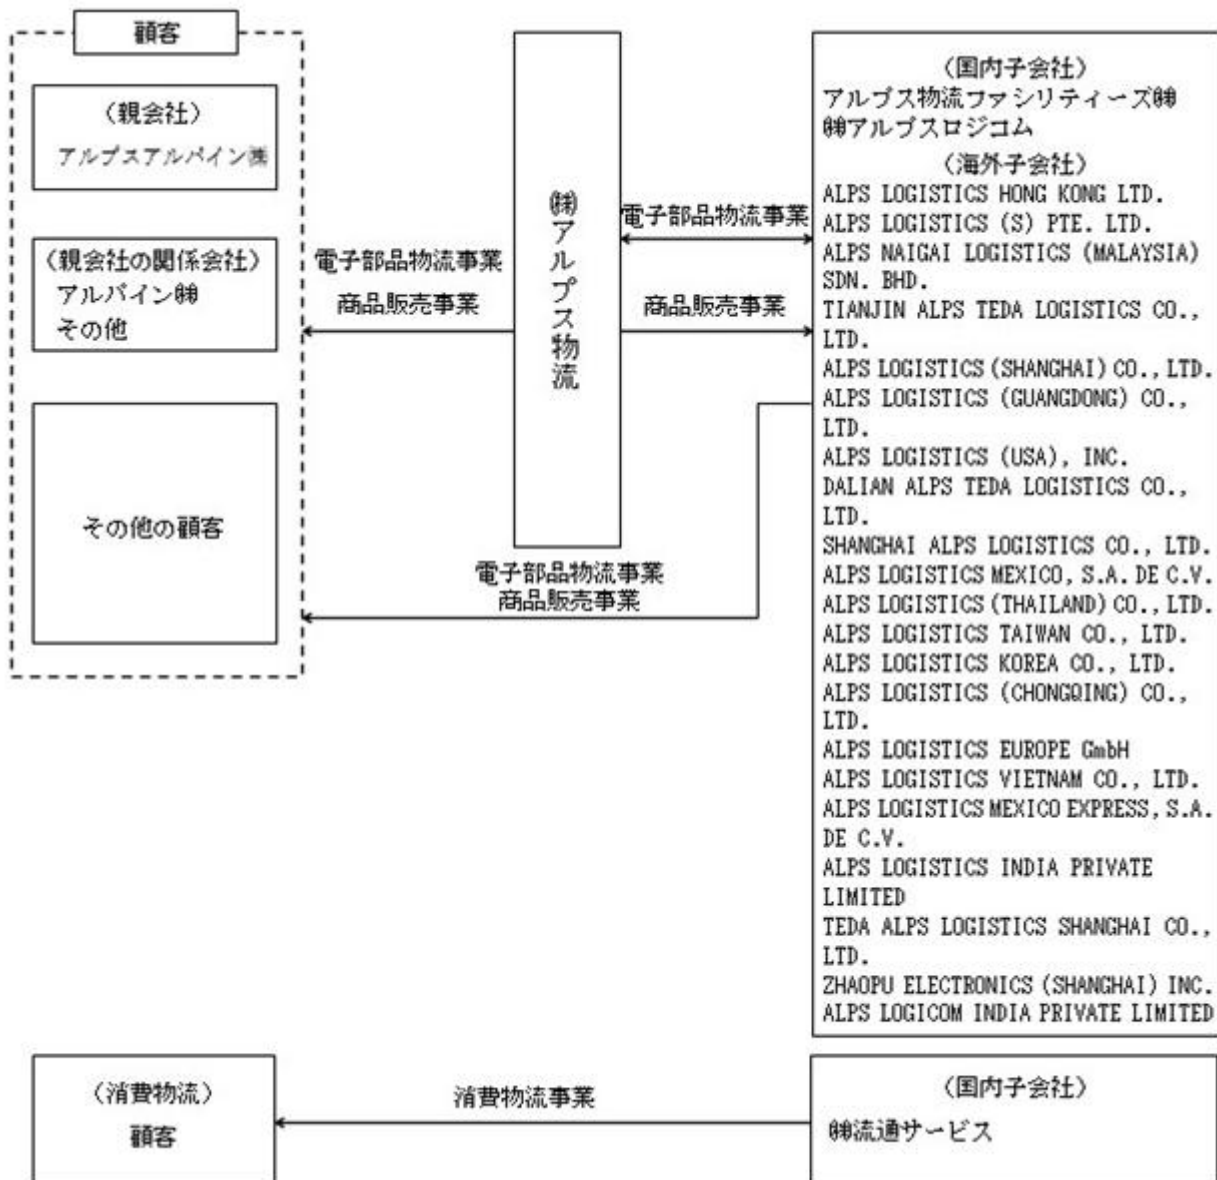 顧客
〈親会社〉
アルプスアルパイン㈱
〈親会社の関係会社〉
アルパイン㈱
その他
その他の顧客
電子部品物流事業
商品販売事業
㈱アルプス物流
電子部品物流事業
商品販売事業
電子部品物流事業
商品販売事業
〈国内子会社〉
アルプス物流ファシリティーズ㈱
㈱アルプスロジコム
〈海外子会社〉
ALPS LOGISTICS HONG KONG LTD.
ALPS LOGISTICS (S) PTE. LTD.
ALPS NAIGAI LOGISTICS (MALAYSIA)
SDN. BHD.
TIANJIN ALPS TEDA LOGISTICS CO.,
LTD.
ALPS LOGISTICS (SHANGHAI) CO., LTD.
ALPS LOGISTICS (GUANGDONG) CO.,
LTD.
ALPS LOGISTICS (USA), INC.
DALIAN ALPS TEDA LOGISTICS CO.,
LTD.
SHANGHAI ALPS LOGISTICS CO., LTD.
ALPS LOGISTICS MEXICO, S.A. DE C.V.
ALPS LOGISTICS (THAILAND) CO., LTD.
ALPS LOGISTICS TAIWAN CO., LTD.
ALPS LOGISTICS KOREA CO., LTD.
ALPS LOGISTICS (CHONGQING) CO.,
LTD.
ALPS LOGISTICS EUROPE GmbH
ALPS LOGISTICS VIETNAM CO., LTD.
ALPS LOGISTICS MEXICO EXPRESS, S.A.
DE C.V.
ALPS LOGISTICS INDIA PRIVATE
LIMITED
TEDA ALPS LOGISTICS SHANGHAI CO.,
LTD.
ZHAOPU ELECTRONICS (SHANGHAI) INC.
ALPS LOGICOM INDIA PRIVATE LIMITED
〈消費物流〉
顧客
消費物流事業
〈国内子会社〉
㈱流通サービス